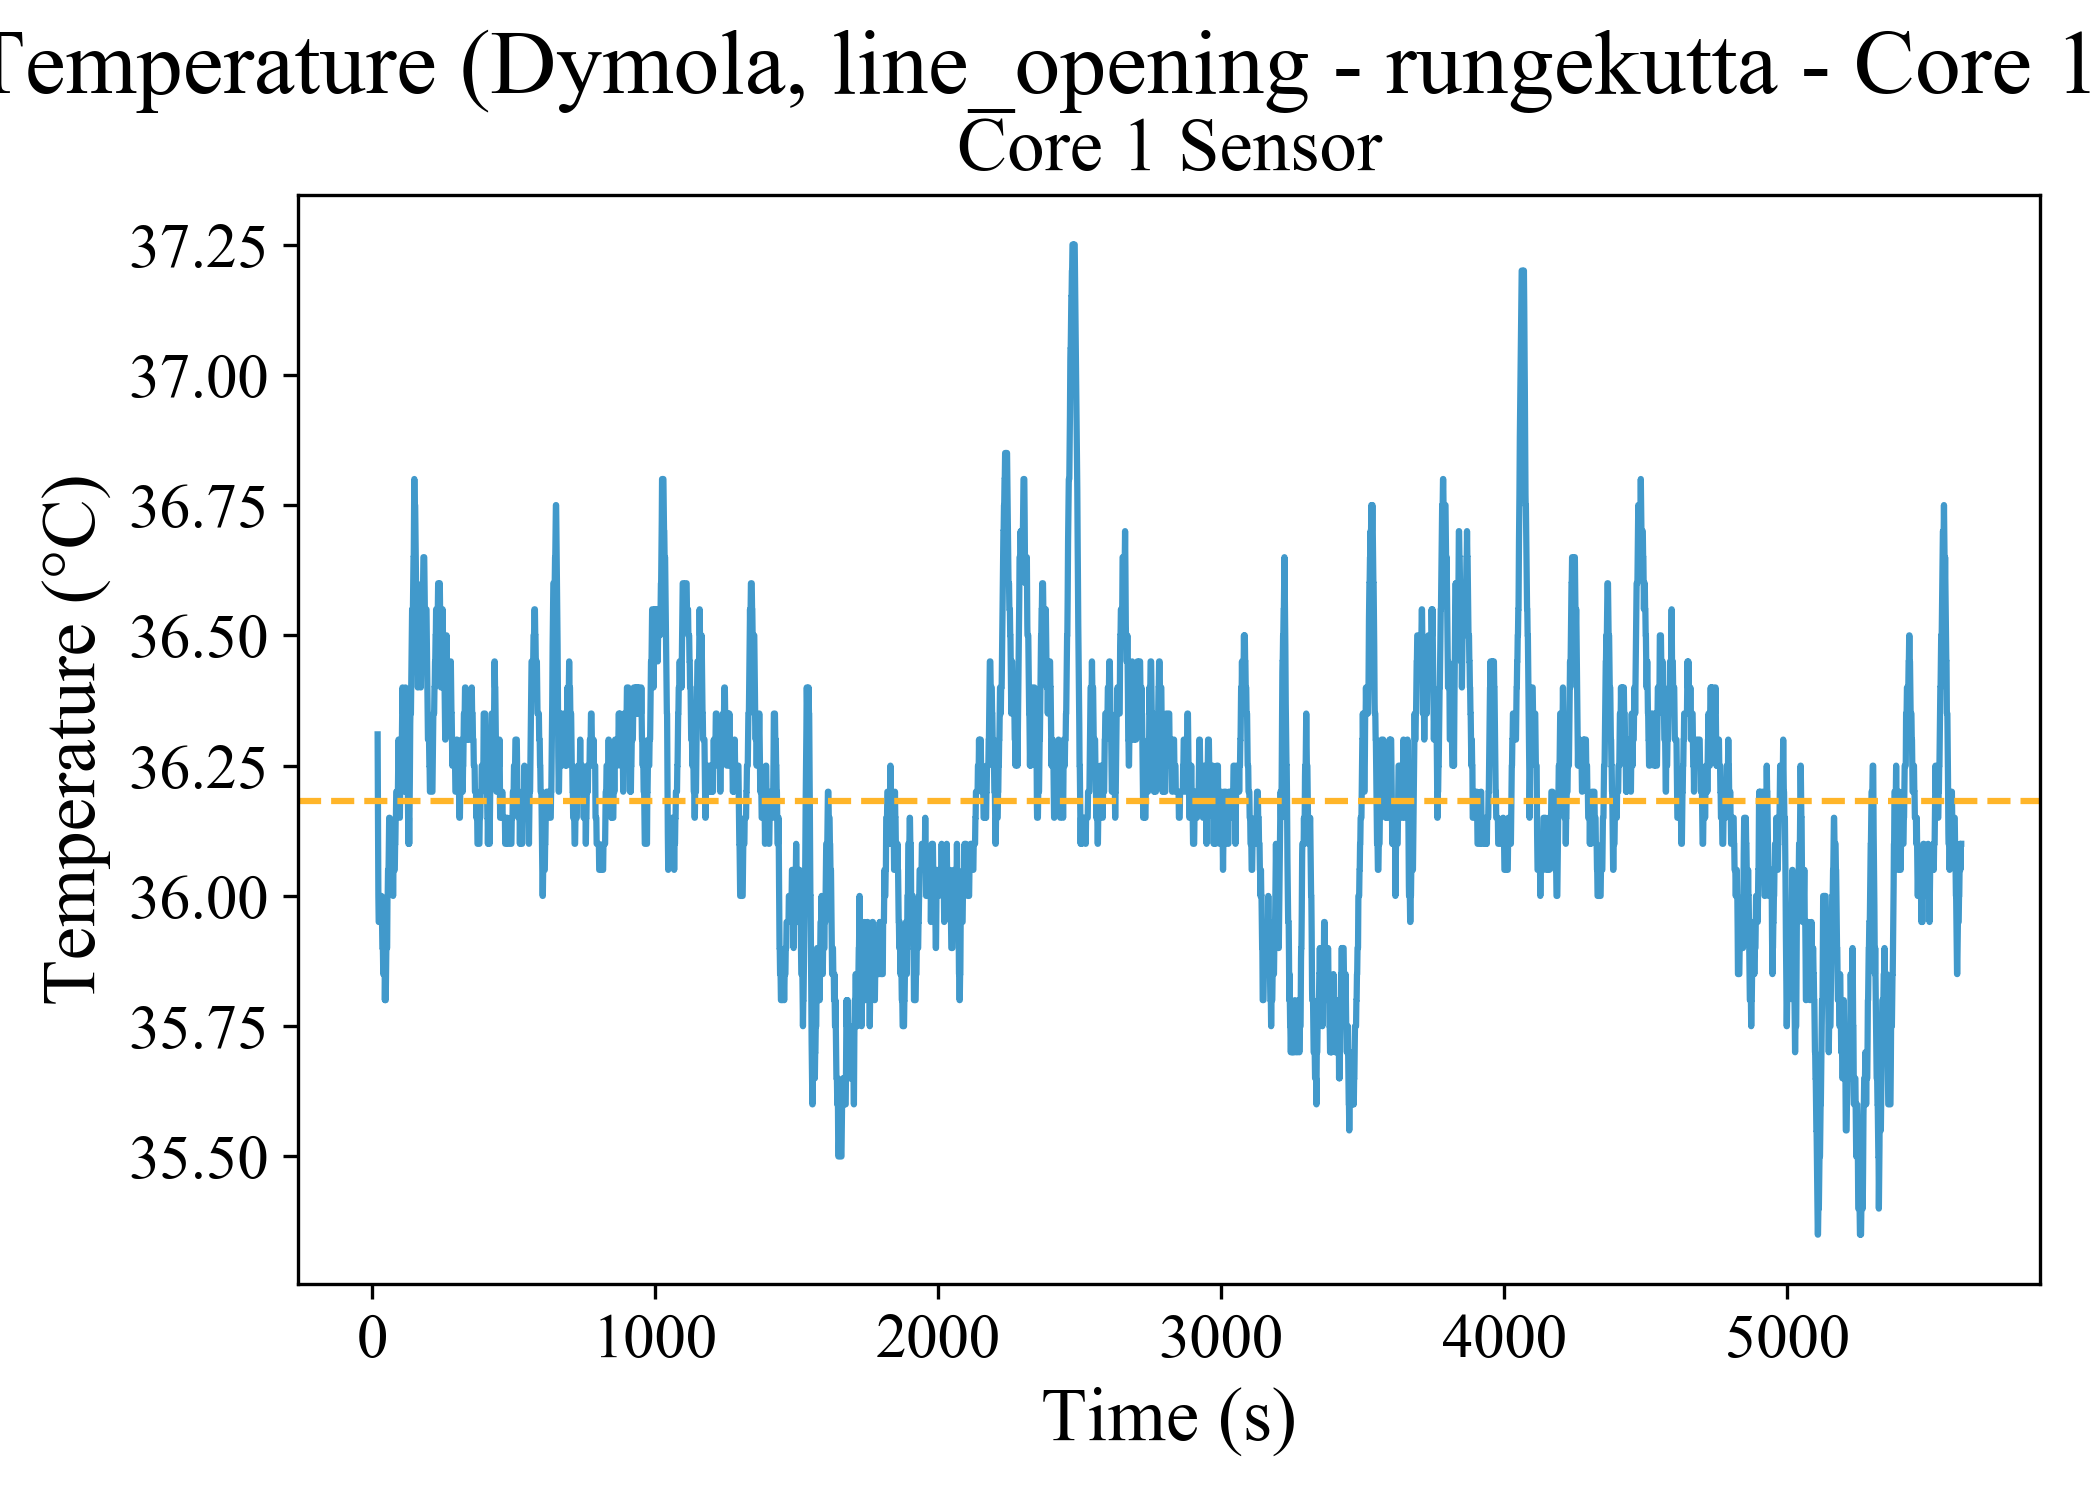 Temperature (Dymola, line_opening - rungekutta - Core 1
Core 1 Sensor
37.25
37.00
36.75
36.50
36.25
36.00
35.75
35.50
Temperature (°C)
0 1000 2000 3000 4000 5000
Time (s)